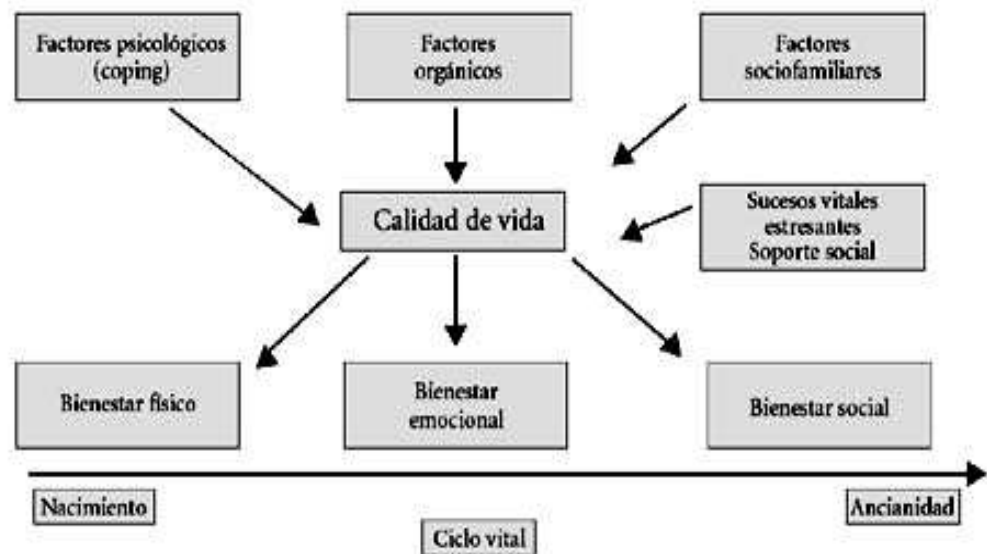 Factores psicológicos
(coping)
Factores
orgánicos
Factores
sociofamiliares
Calidad de vida
Sucesos vitales
estresantes
Soporte social
Bienestar físico
Bienestar
emocional
Bienestar social
Nacimiento
Ancianidad
Ciclo vital